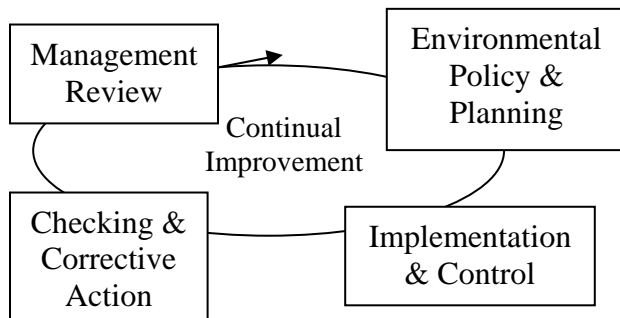 Management
Review
Environmental
Policy &
Planning
Continual
Improvement
Checking &
Corrective
Action
Implementation
& Control